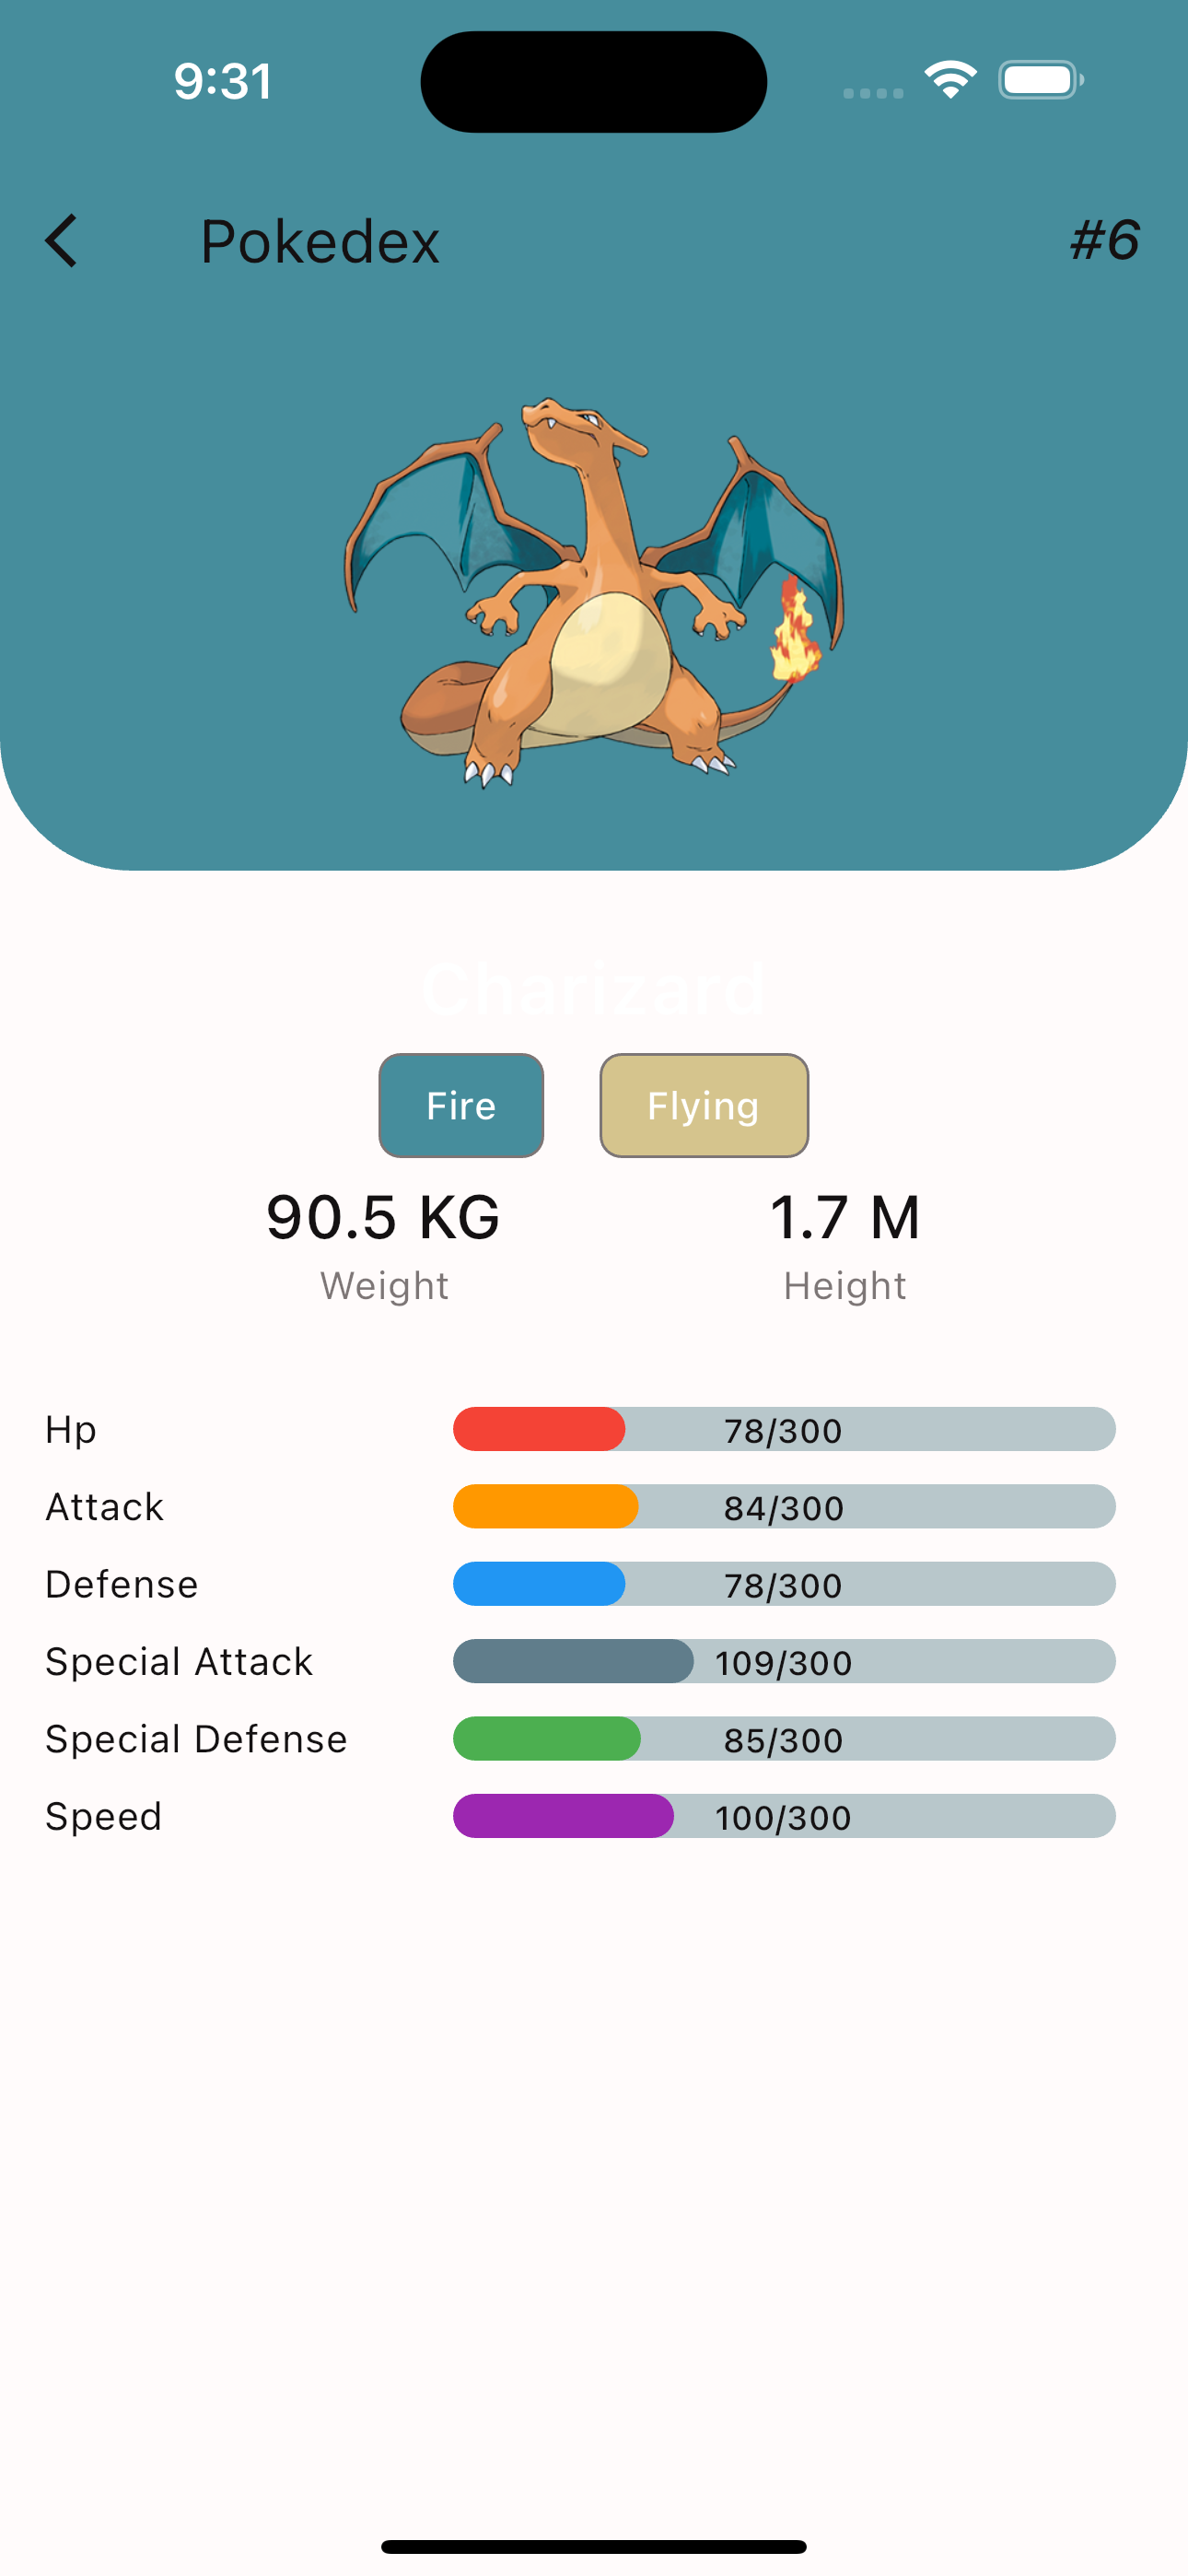 9:31
Pokedex #6
Charizard
Fire Flying
90.5 KG 1.7 M
Weight Height
Hp 78/300
Attack 84/300
Defense 78/300
Special Attack 109/300
Special Defense 85/300
Speed 100/300